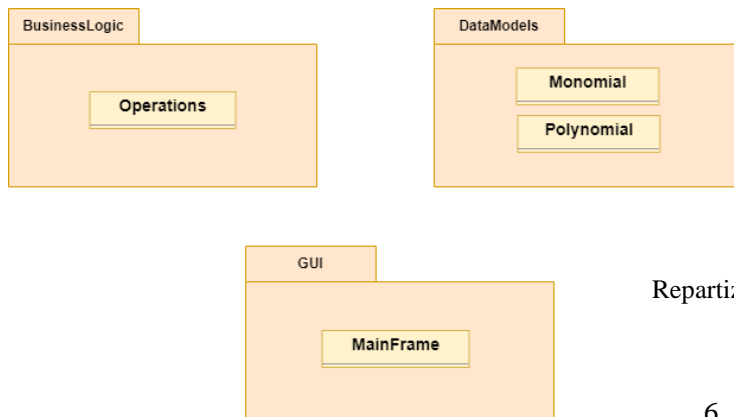 BusinessLogic
Operations
DataModels
Monomial
Polynomial
GUI
MainFrame
6